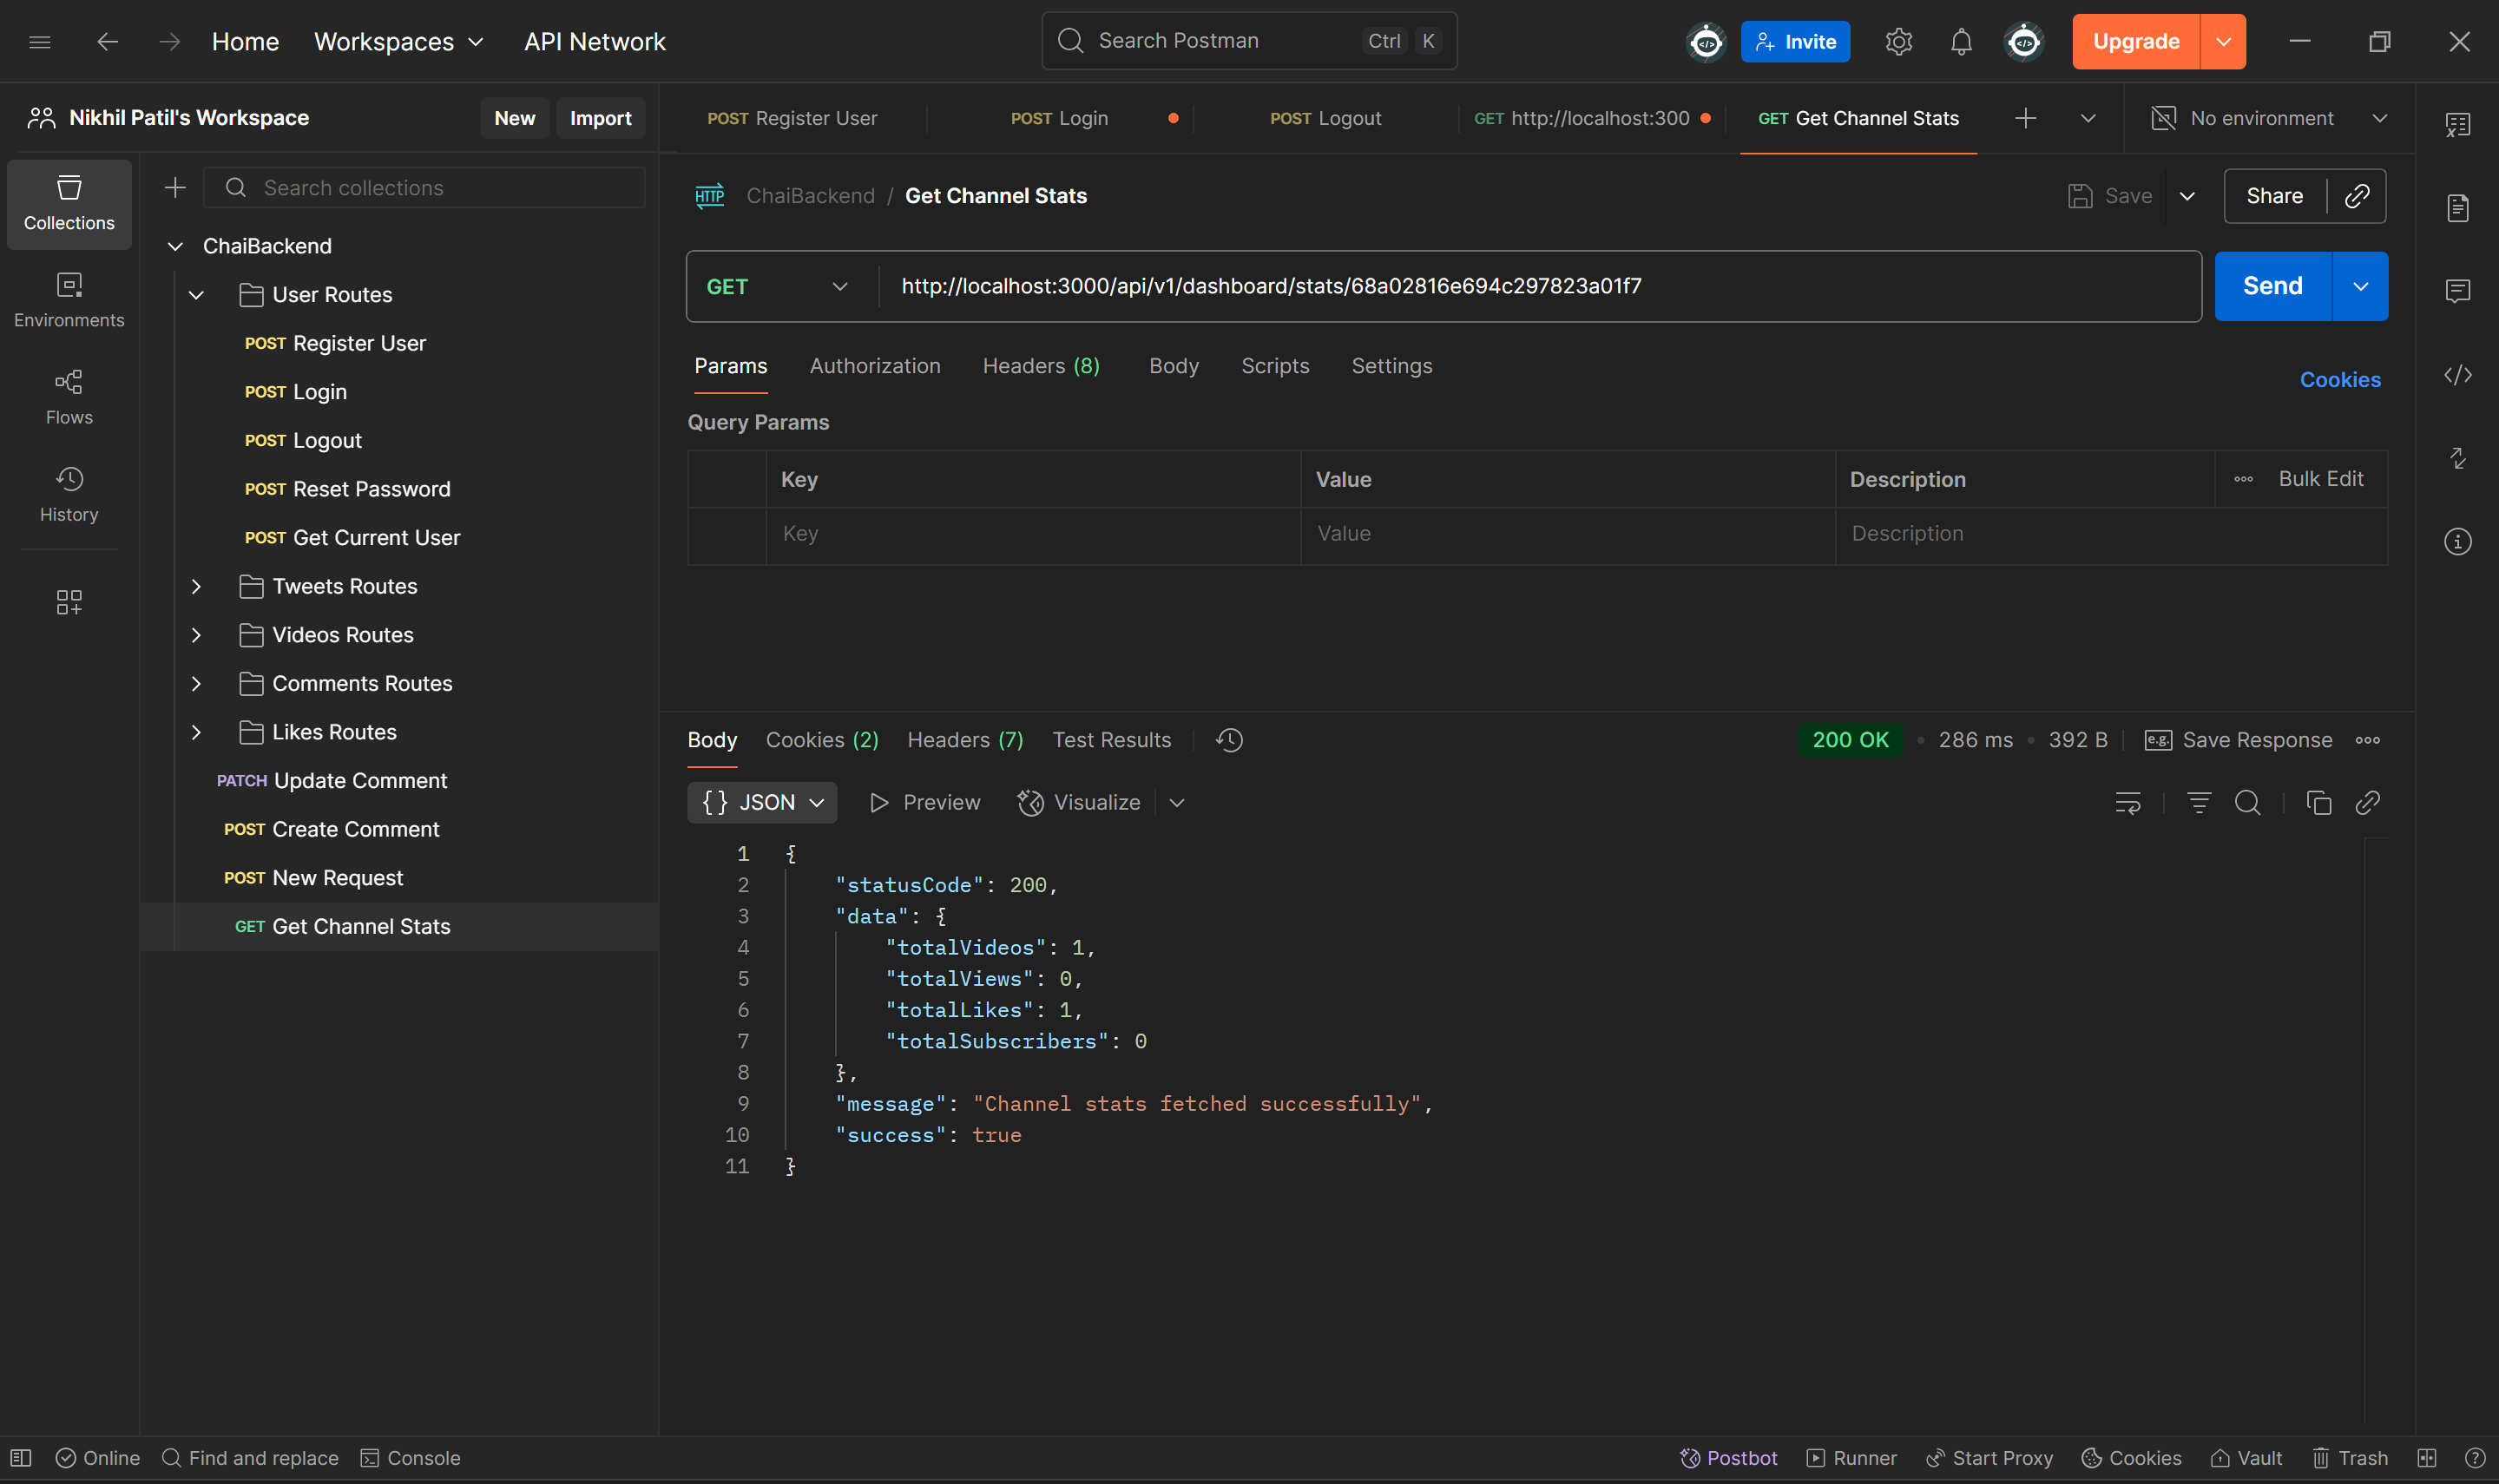 Home Workspaces API Network Search Postman Ctrl K Invite Upgrade
Nikhil Patil's Workspace New Import
POST Register User POST Login POST Logout GET http://localhost:300 GET Get Channel Stats No environment
Collections
Environments
Flows
History
Search collections
ChaiBackend
User Routes
POST Register User
POST Login
POST Logout
POST Reset Password
POST Get Current User
Tweets Routes
Videos Routes
Comments Routes
Likes Routes
PATCH Update Comment
POST Create Comment
POST New Request
GET Get Channel Stats
HTTP ChaiBackend / Get Channel Stats Save Share
GET http://localhost:3000/api/v1/dashboard/stats/68a02816e694c297823a01f7 Send
Params Authorization Headers (8) Body Scripts Settings Cookies
Query Params
Key Value Description Bulk Edit
Key Value Description
Body Cookies (2) Headers (7) Test Results 200 OK • 286 ms • 392 B e.g. Save Response
{} JSON Preview Visualize
1 {
2 "statusCode": 200,
3 "data": {
4 "totalVideos": 1,
5 "totalViews": 0,
6 "totalLikes": 1,
7 "totalSubscribers": 0
8 },
9 "message": "Channel stats fetched successfully",
10 "success": true
11 }
Online Find and replace Console Postbot Runner Start Proxy Cookies Vault Trash